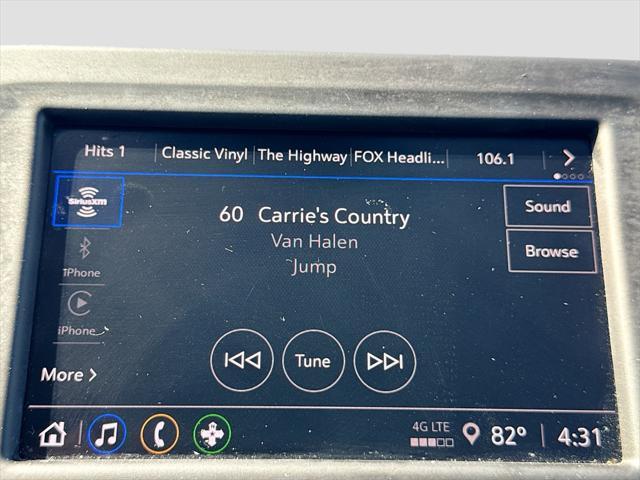 Hits 1 Classic Vinyl The Highway FOX Headli... 106.1 >
SiriusXM
60 Carrie's Country
Sound
Van Halen
Browse
Jump
iPhone
iPhone
Tune
More >
4G LTE
82° 4:31